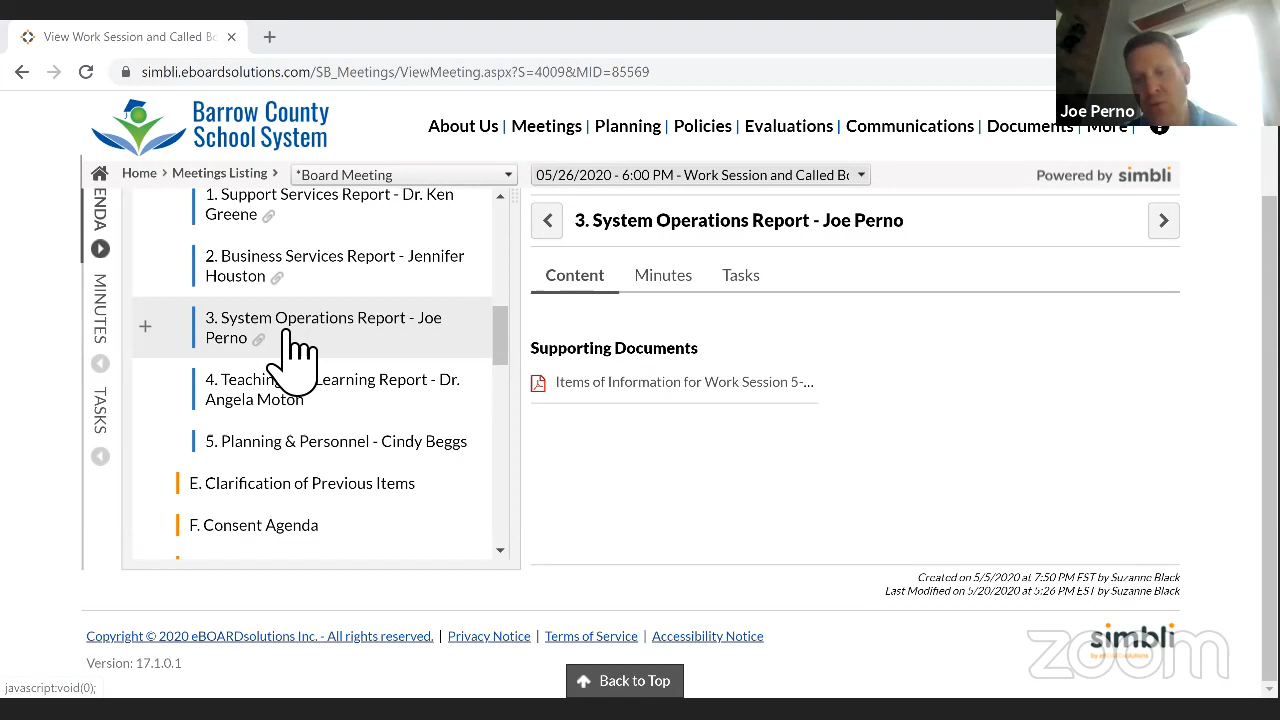 View Work Session and Called Bo
simbli.eboardsolutions.com/SB_Meetings/ViewMeeting.aspx?S=4009&MID=85569
Joe Perno
Barrow County
School System
About Us | Meetings | Planning | Policies | Evaluations | Communications | Documents | More |
Home > Meetings Listing >
*Board Meeting
05/26/2020 - 6:00 PM - Work Session and Called Bo
Powered by simbli
ENDA
MINUTES
TASKS
1. Support Services Report - Dr. Ken
Greene
2. Business Services Report - Jennifer
Houston
3. System Operations Report - Joe
Perno
4. Teaching Learning Report - Dr.
Angela Moton
5. Planning & Personnel - Cindy Beggs
E. Clarification of Previous Items
F. Consent Agenda
3. System Operations Report - Joe Perno
Content
Minutes
Tasks
Supporting Documents
Items of Information for Work Session 5-...
Created on 5/5/2020 at 7:50 PM EST by Suzanne Black
Last Modified on 5/20/2020 at 5:26 PM EST by Suzanne Black
Copyright © 2020 eBOARDsolutions Inc. - All rights reserved. | Privacy Notice | Terms of Service | Accessibility Notice
Version: 17.1.0.1
simbli
zoom
Back to Top
javascript:void(0);